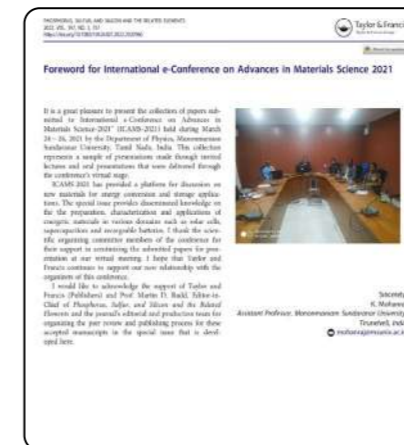 PHOSPHORUS, SULFUR, AND SILICON AND THE RELATED ELEMENTS
2022, VOL. 197, NO.
Taylor & Francis
Taylor & Francis Group
Foreword for International e-Conference on Advances in Materials Science 2021
It is a great pleasure to present the collection of papers sub-
mitted to International e-Conference on Advances in
Materials Science-2021" (ICAMS-2021) held during March
24–26, 2021 by the Department of Physics, Manonmaniam
Sundaranar University, Tamil Nadu, India. This collection
represents a sample of presentations made through invited
lectures and oral presentations that were delivered through
the conference's virtual stage.
ICAMS-2021 has provided a platform for discussion on
new materials for energy conversion and storage applica-
tions. The special issue provides disseminated knowledge on
the the preparation, characterization and applications of
energetic materials in various domains such as solar cells,
supercapacitors and rechargeable batteries. I thank the scien-
tific organizing committee members of the conference for
their support in scrutinizing the submitted papers for pres-
entation at our virtual meeting. I hope that Taylor and
Francis continues to support our new relationship with the
organizers of this conference.
I would like to acknowledge the support of Taylor and
Francis (Publishers) and Prof. Martin D. Rudd, Editor-in-
Chief of Phosphorus, Sulfur, and Silicon and the Related
Elements and the journal's editorial and production team for
organizing the peer review and publishing process for these
accepted manuscripts in the special issue that is devel-
oped here.
Sincerely
K. Mohanraj
Assistant Professor, Manonmaniam Sundaranar University
Tirunelveli, India
mohanraj@msuniv.ac.in